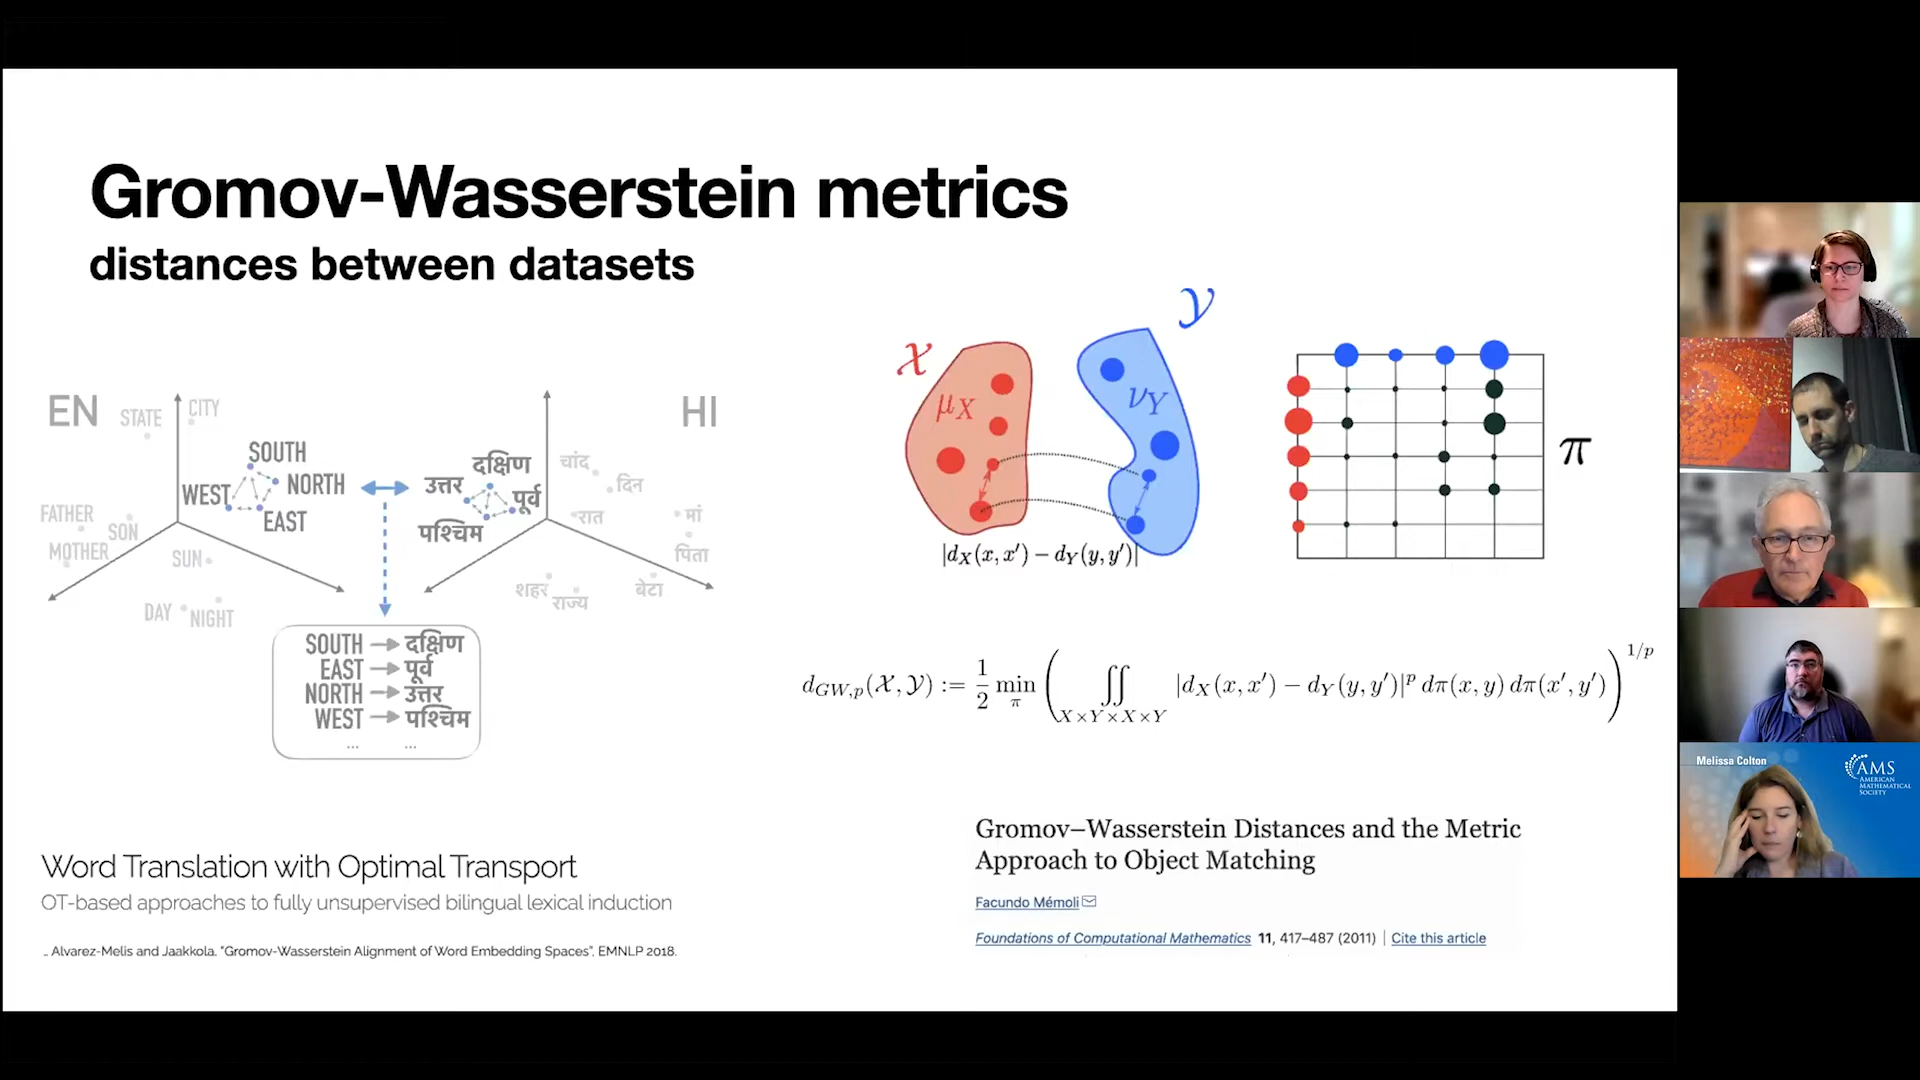 Gromov-Wasserstein metrics
distances between datasets
EN
STATE
CITY
SOUTH
NORTH
WEST
EAST
FATHER
SON
MOTHER
SUN
DAY
NIGHT
HI
दक्षिण
चांद
उत्तर
पूर्व
दिन
पश्चिम
रात
मां
पिता
शहर
राज्य
बेटा
SOUTH → दक्षिण
EAST → पूर्व
NORTH → उत्तर
WEST → पश्चिम
... ...
Word Translation with Optimal Transport
OT-based approaches to fully unsupervised bilingual lexical induction
Alvarez-Melis and Jaakkola. "Gromov-Wasserstein Alignment of Word Embedding Spaces", EMNLP 2018.
𝒳
𝒴
μ_X
ν_Y
|d_X(x, x′) − d_Y(y, y′)|
π
d_{GW,p}(𝒳, 𝒴) := 1/2 min_π ( ∬_{X×Y×X×Y} |d_X(x, x′) − d_Y(y, y′)|^p dπ(x, y) dπ(x′, y′) )^{1/p}
Gromov–Wasserstein Distances and the Metric
Approach to Object Matching
Facundo Mémoli
Foundations of Computational Mathematics 11, 417–487 (2011) | Cite this article
Melissa Colton
AMS
AMERICAN
MATHEMATICAL
SOCIETY